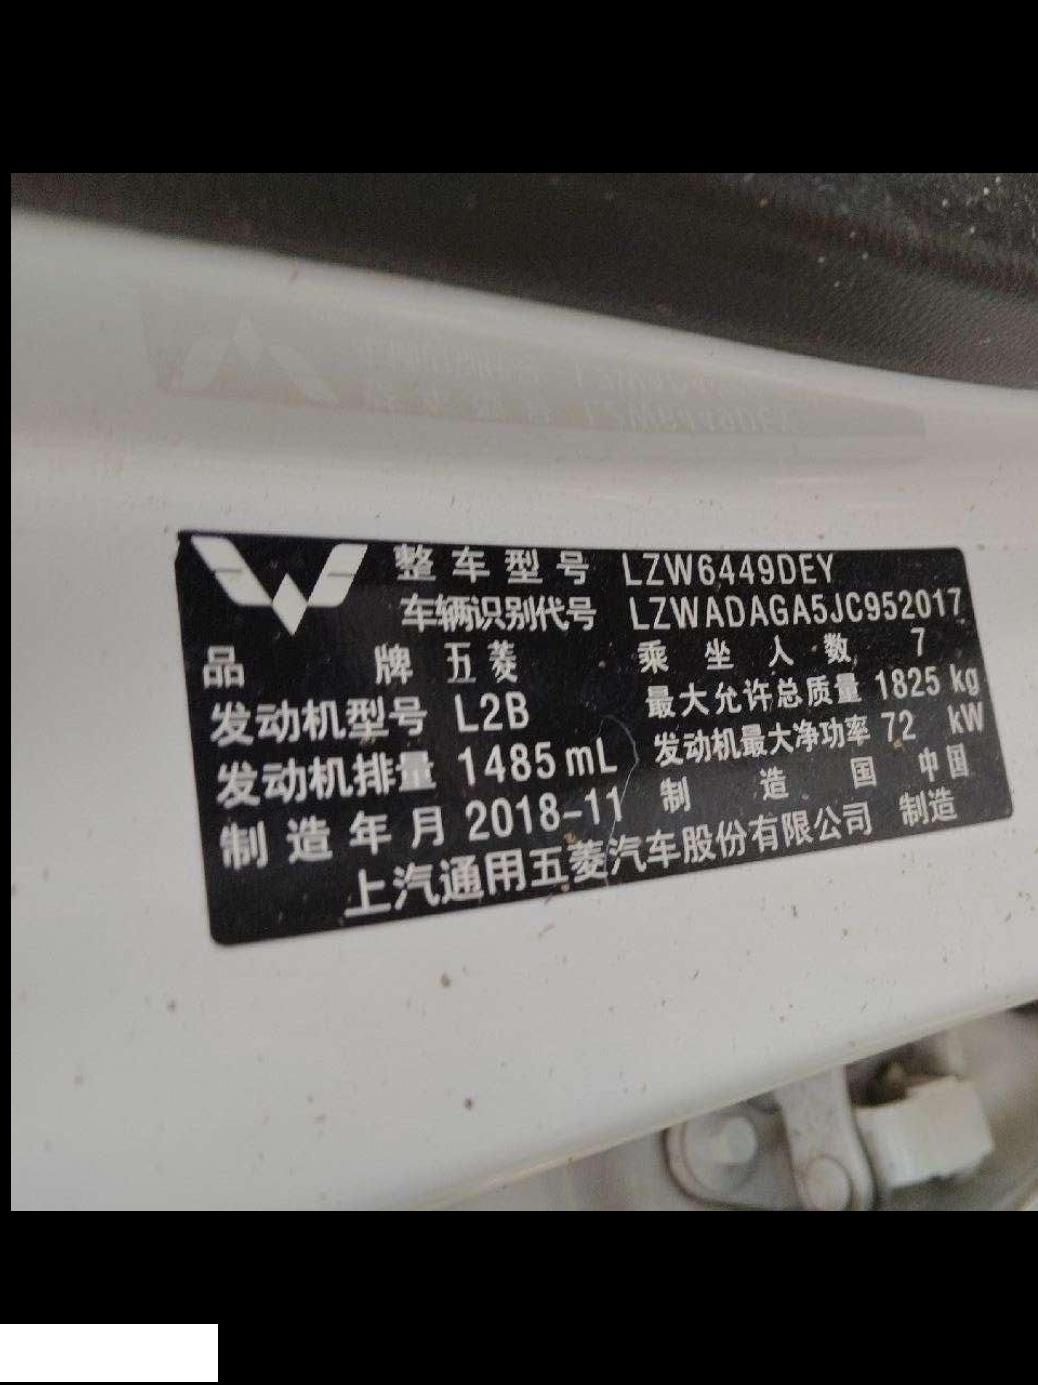 整车型号 LZW6449DEY
车辆识别代号 LZWADAGA5JC952017
品牌 五菱 乘坐人数 7
发动机型号 L2B 最大允许总质量 1825 kg
发动机排量 1485 mL 发动机最大净功率 72 kW
制造年月 2018-11 制造国 中国
上汽通用五菱汽车股份有限公司 制造